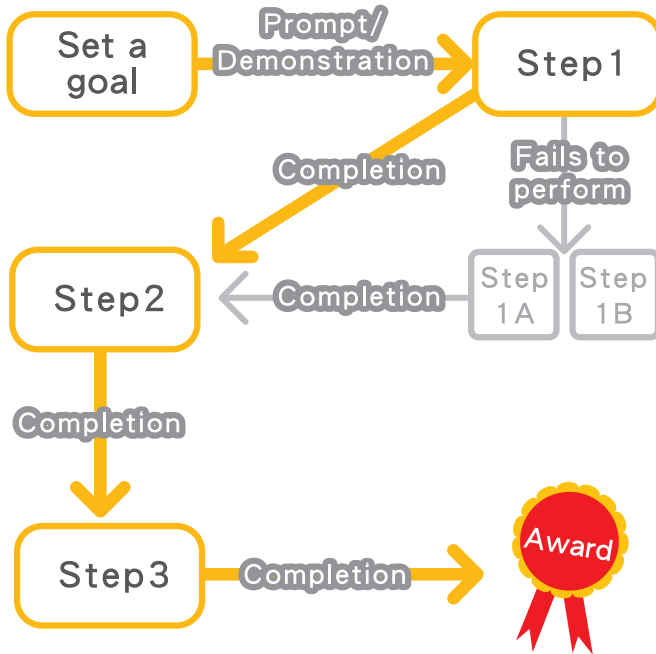 Set a
goal
Prompt/
Demonstration
Step1
Completion
Fails to
perform
Step2
Completion
Step
1A
Step
1B
Completion
Step3
Completion
Award